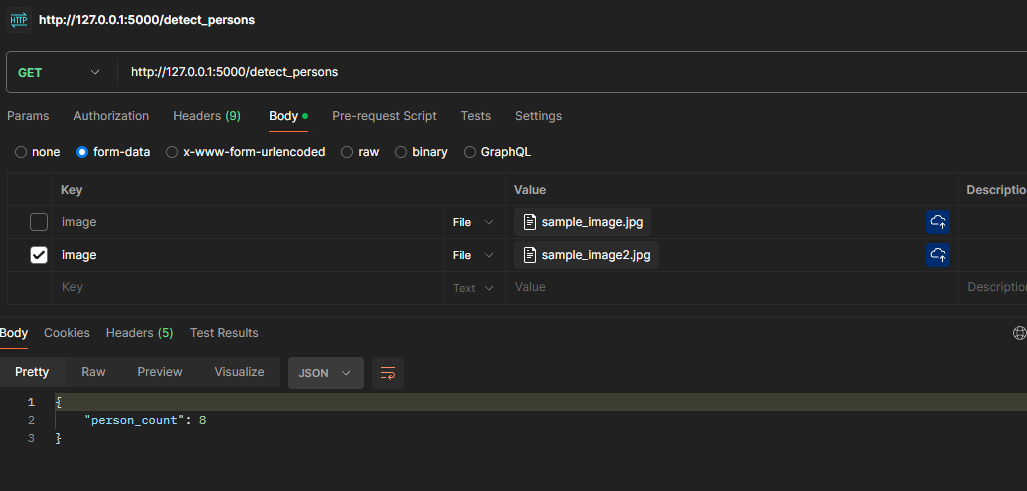 HTTP http://127.0.0.1:5000/detect_persons
GET http://127.0.0.1:5000/detect_persons
Params Authorization Headers (9) Body Pre-request Script Tests Settings
none form-data x-www-form-urlencoded raw binary GraphQL
Key Value Descriptio
image File sample_image.jpg
image File sample_image2.jpg
Key Text Value Description
Body Cookies Headers (5) Test Results
Pretty Raw Preview Visualize JSON
1 {
2 "person_count": 8
3 }